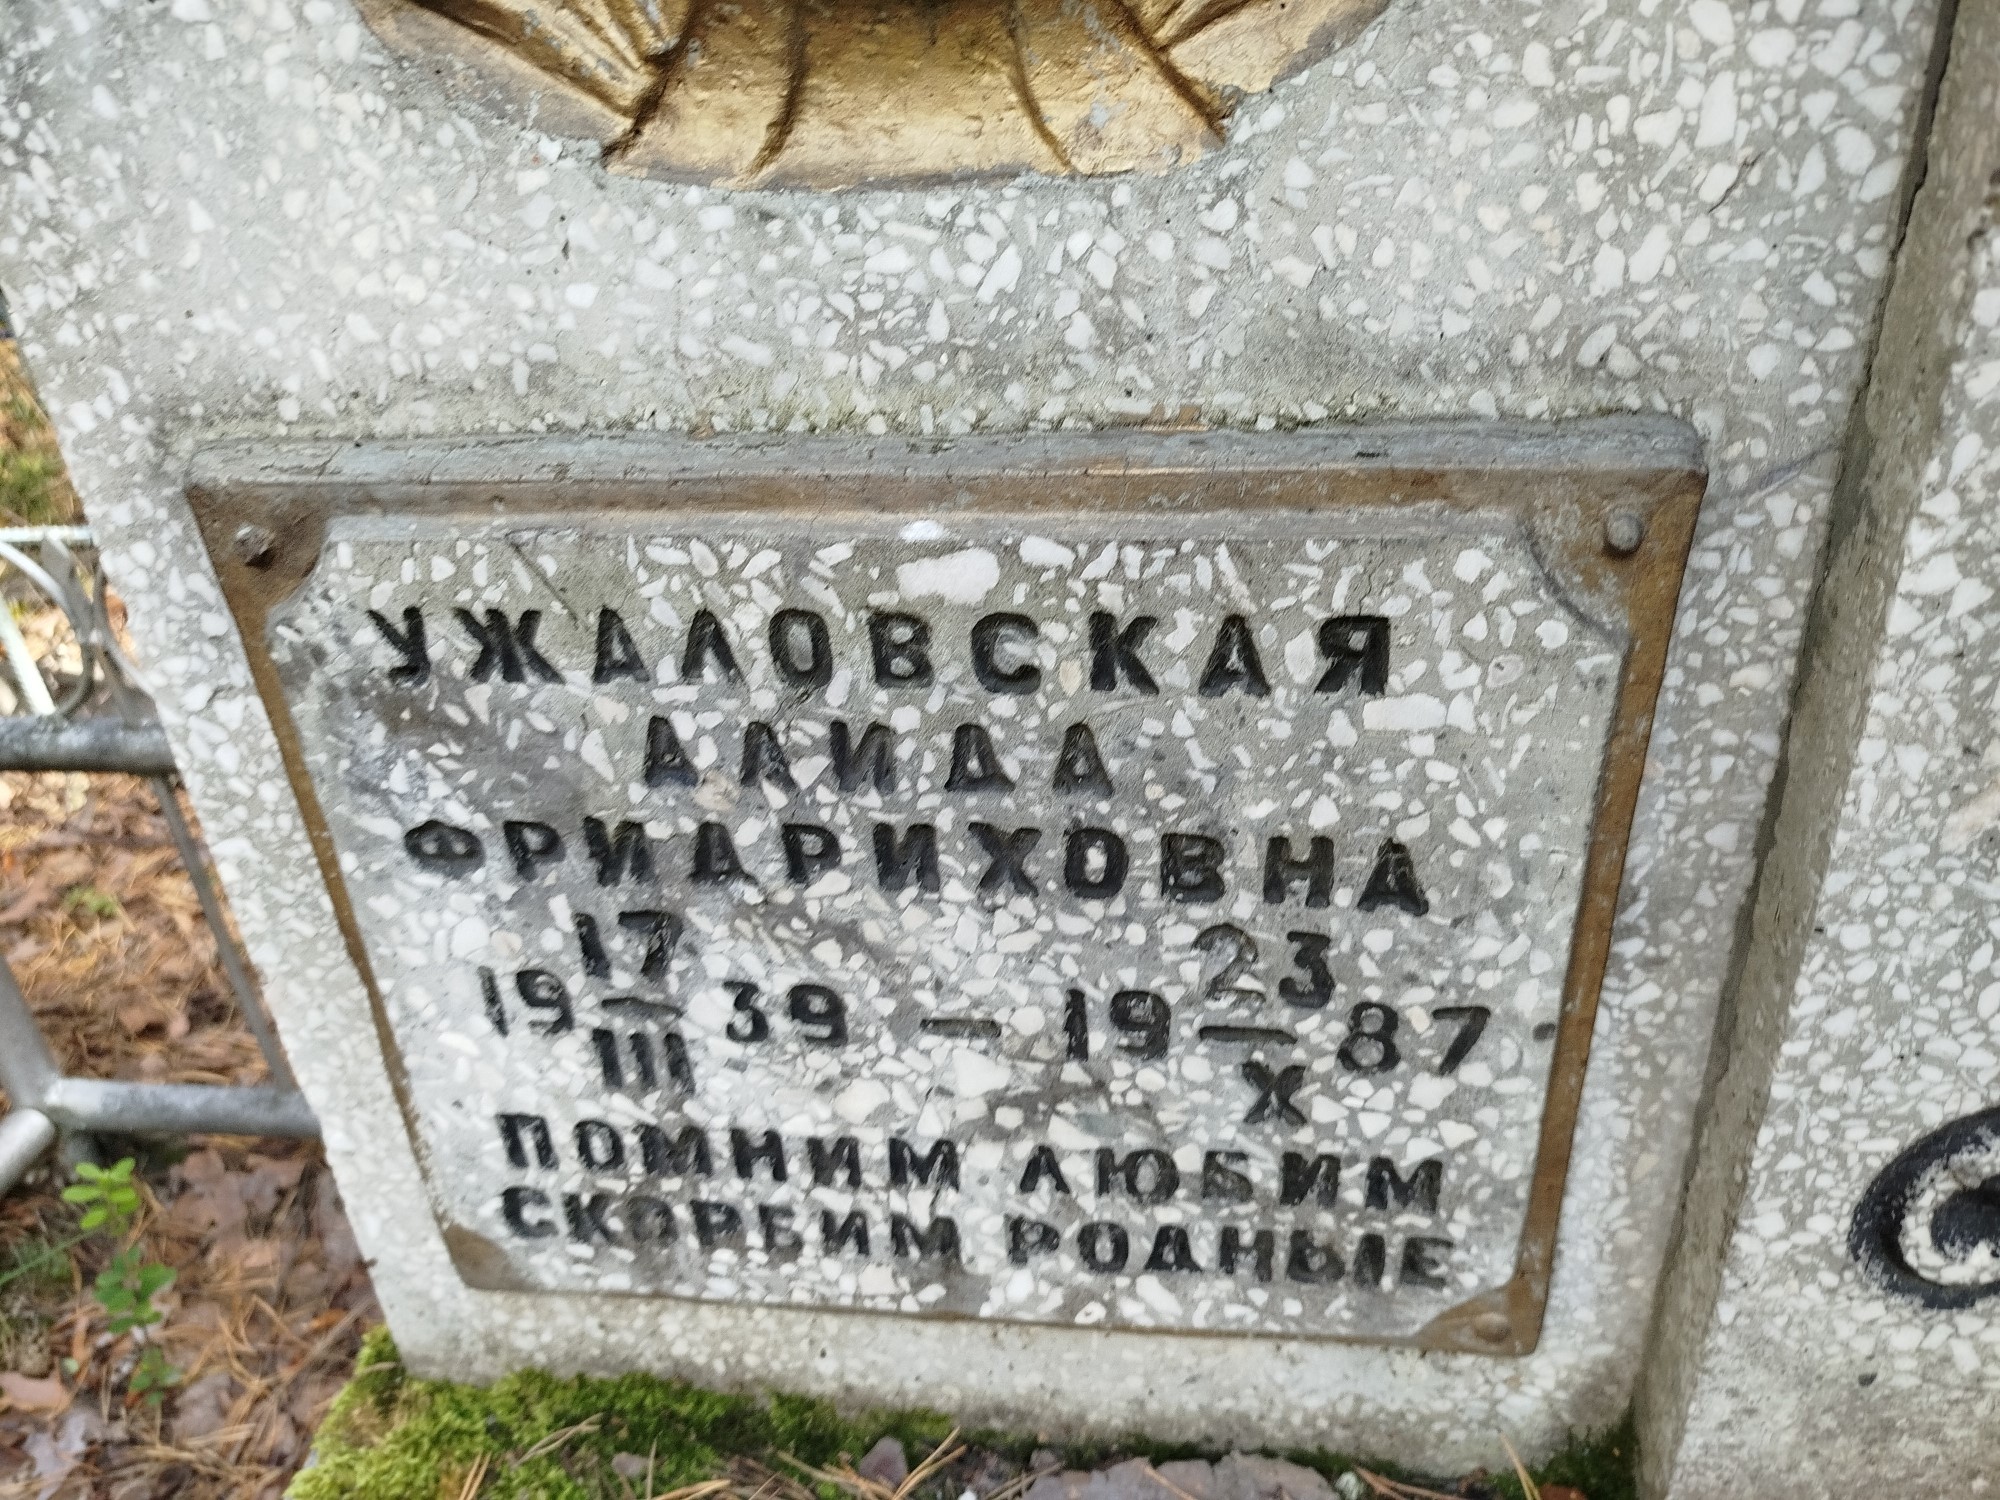 УЖАЛОВСКАЯ
АЛИДА
ФРИДРИХОВНА
19 17/III 39 — 19 23/X 87
ПОМНИМ ЛЮБИМ
СКОРБИМ РОДНЫЕ